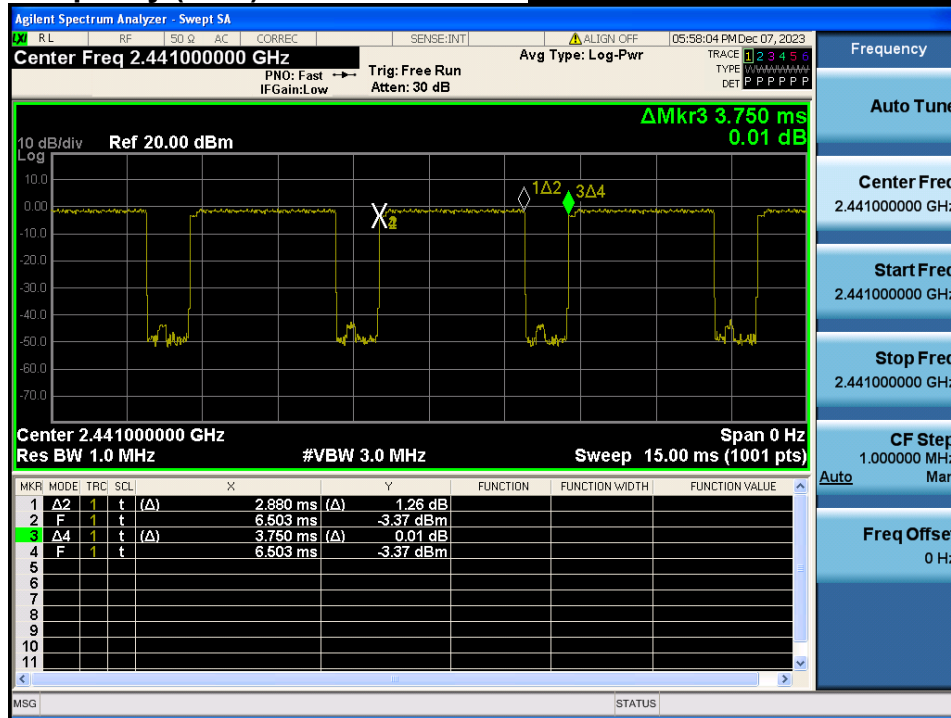 Agilent Spectrum Analyzer - Swept SA
LXI RL RF 50 Ω AC CORREC SENSE:INT ALIGN OFF 05:58:04 PM Dec 07, 2023
Center Freq 2.441000000 GHz
PNO: Fast
IFGain:Low
Trig: Free Run
Atten: 30 dB
Avg Type: Log-Pwr
TRACE 1 2 3 4 5 6
TYPE WWWWWW
DET P P P P P P
ΔMkr3 3.750 ms
0.01 dB
10 dB/div Ref 20.00 dBm
Log
10.0
0.00
-10.0
-20.0
-30.0
-40.0
-50.0
-60.0
-70.0
1Δ2
3Δ4
X2
Center 2.441000000 GHz Span 0 Hz
Res BW 1.0 MHz #VBW 3.0 MHz Sweep 15.00 ms (1001 pts)
MKR MODE TRC SCL X Y FUNCTION FUNCTION WIDTH FUNCTION VALUE
1 Δ2 1 t (Δ) 2.880 ms (Δ) 1.26 dB
2 F 1 t 6.503 ms -3.37 dBm
3 Δ4 1 t (Δ) 3.750 ms (Δ) 0.01 dB
4 F 1 t 6.503 ms -3.37 dBm
5
6
7
8
9
10
11
MSG STATUS
Frequency
Auto Tune
Center Freq
2.441000000 GHz
Start Freq
2.441000000 GHz
Stop Freq
2.441000000 GHz
CF Step
1.000000 MHz
Auto Man
Freq Offset
0 Hz